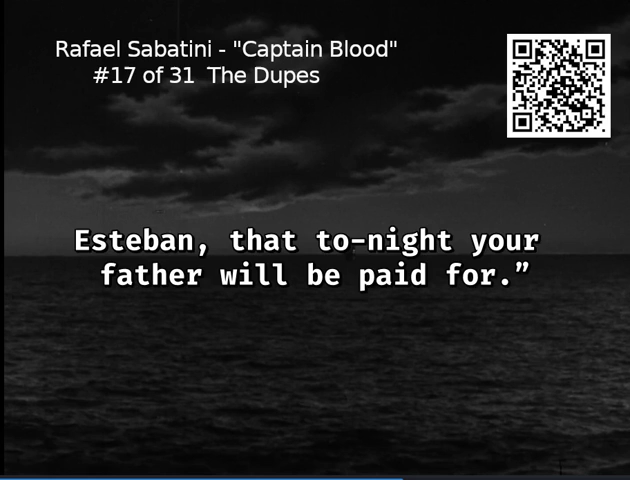 Rafael Sabatini - "Captain Blood"
#17 of 31 The Dupes
Esteban, that to-night your
father will be paid for.”